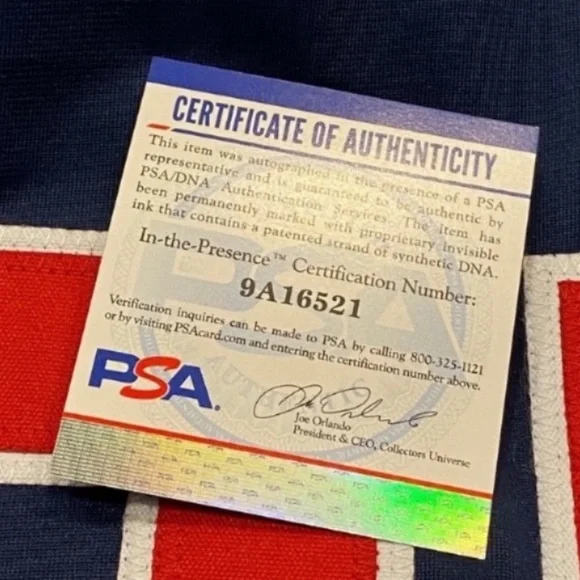 CERTIFICATE OF AUTHENTICITY
This item was autographed in the presence of a PSA
representative and is guaranteed to be authentic by
PSA/DNA Authentication Services. The item has
been permanently marked with proprietary invisible
ink that contains a patented strand of synthetic DNA.
In-the-Presence™ Certification Number:
9A16521
Verification inquiries can be made to PSA by calling 800-325-1121
or by visiting PSAcard.com and entering the certification number above.
PSA.
Joe Orlando
President & CEO, Collectors Universe
PSA
AUTHENTIC